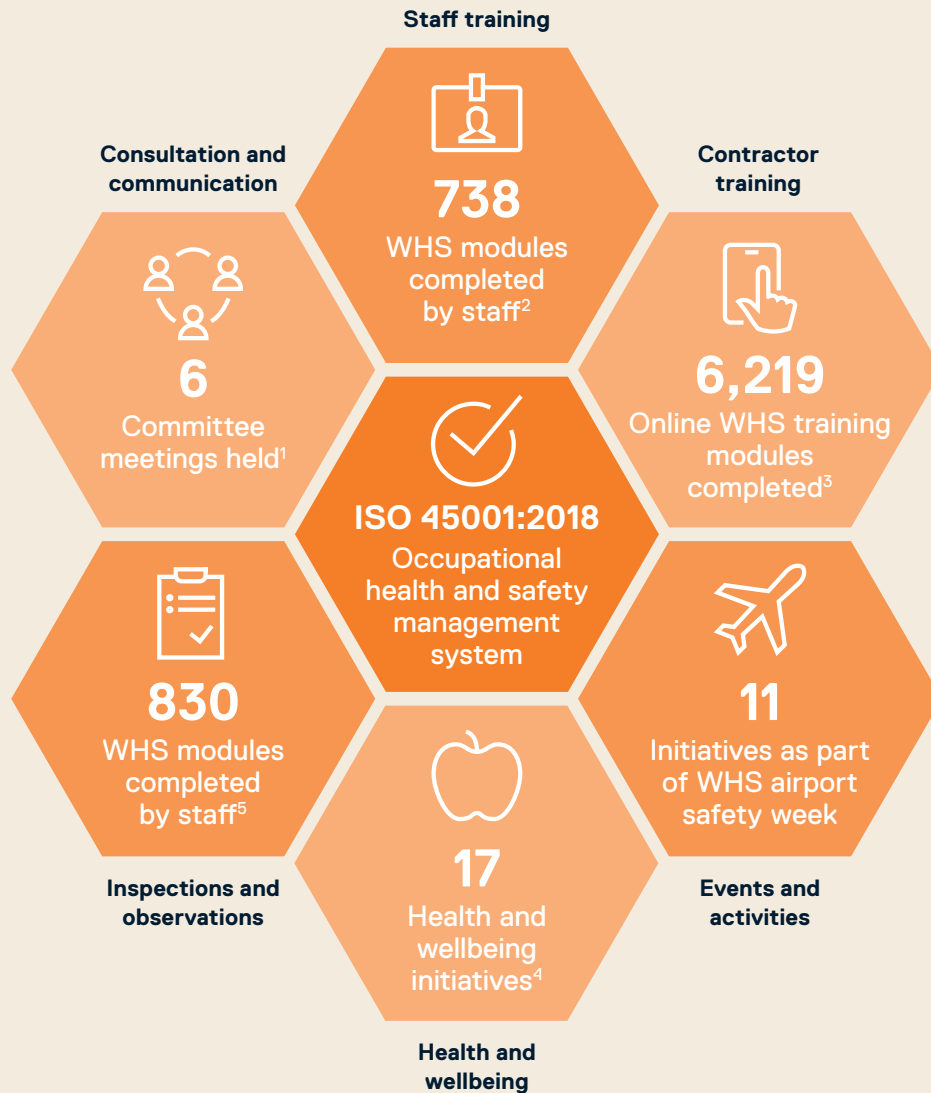 Staff training
738
WHS modules
completed
by staff2
Consultation and
communication
6
Committee
meetings held1
Contractor
training
6,219
Online WHS training
modules
completed3
ISO 45001:2018
Occupational
health and safety
management
system
830
WHS modules
completed
by staff5
Inspections and
observations
11
Initiatives as part
of WHS airport
safety week
Events and
activities
17
Health and
wellbeing
initiatives4
Health and
wellbeing